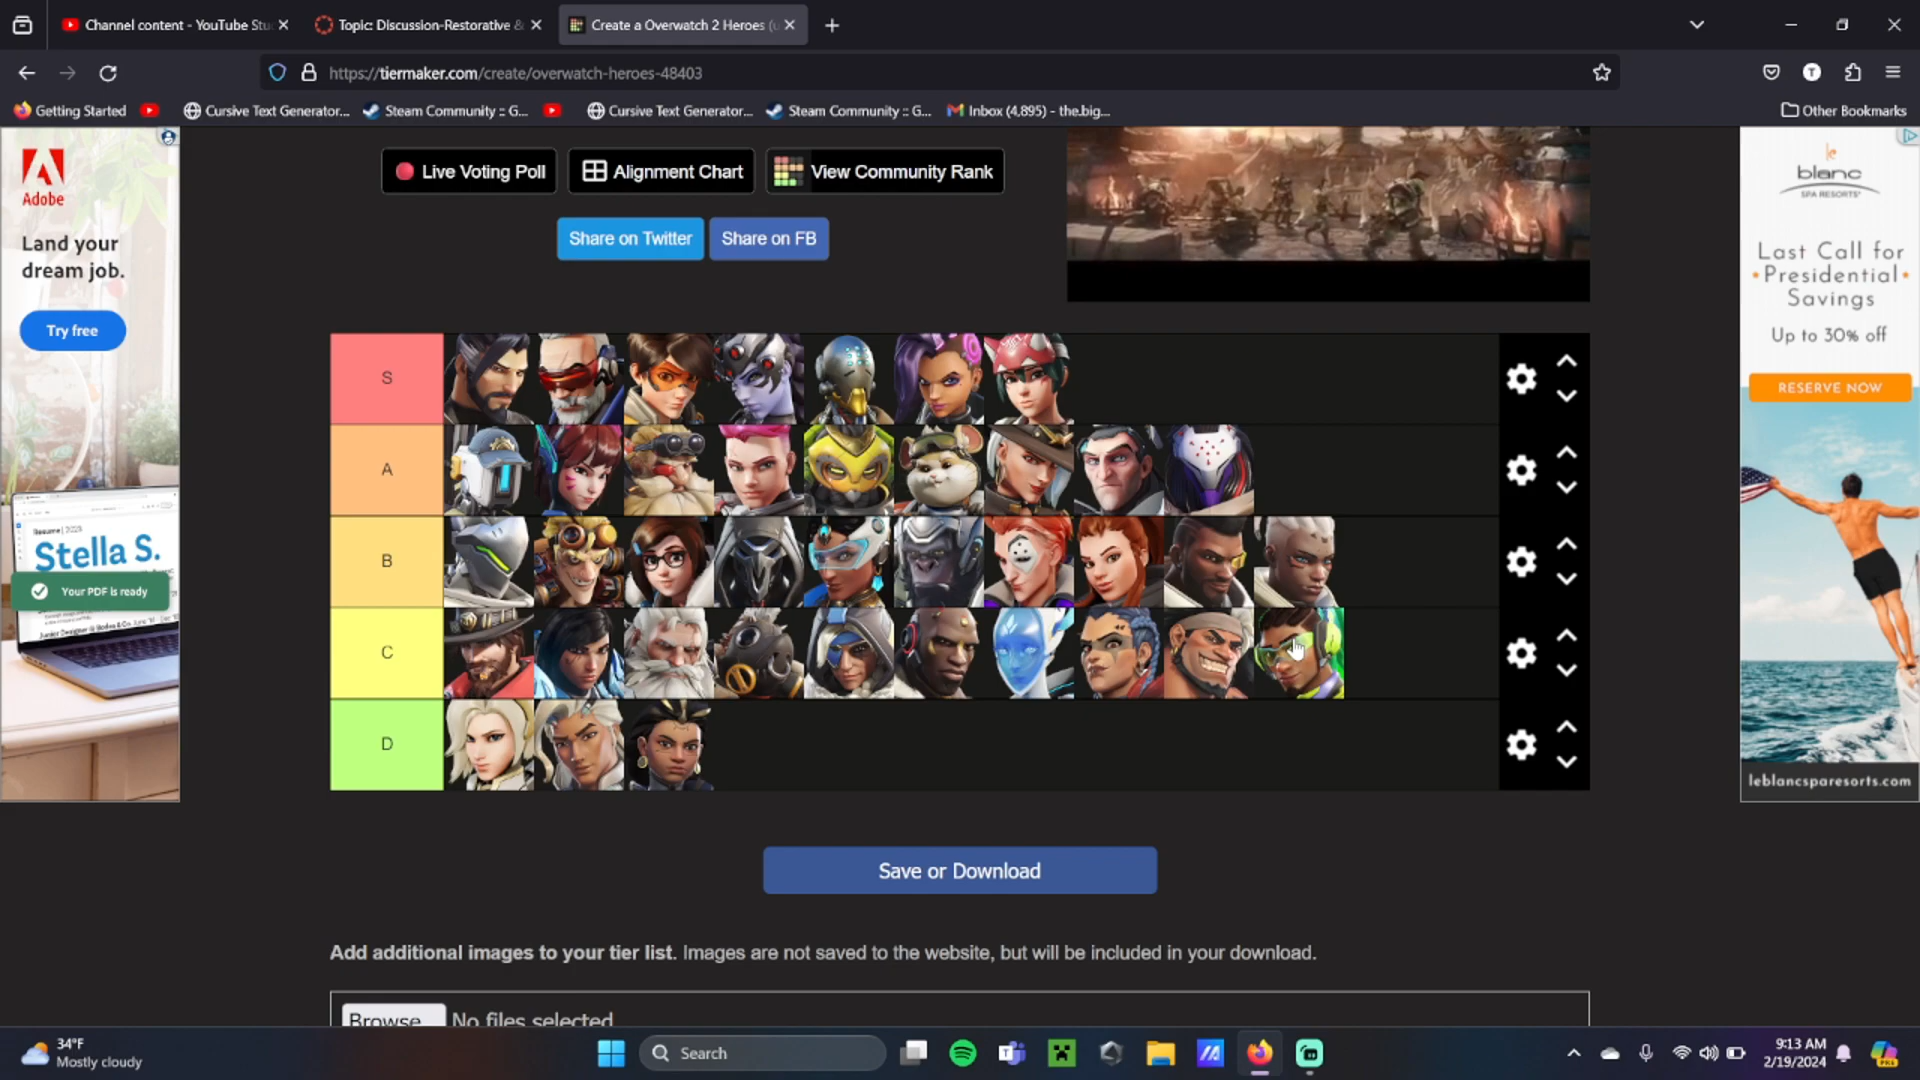 Channel content - YouTube Stu
Topic: Discussion-Restorative &
Create a Overwatch 2 Heroes (u
https://tiermaker.com/create/overwatch-heroes-48403
T
Getting Started
Cursive Text Generator...
Steam Community :: G...
Cursive Text Generator...
Steam Community :: G...
Inbox (4,895) - the.big...
Other Bookmarks
Adobe
Land your
dream job.
Try free
Stella S.
Your PDF is ready
Live Voting Poll
Alignment Chart
View Community Rank
Share on Twitter
Share on FB
S
A
B
C
D
Save or Download
Add additional images to your tier list. Images are not saved to the website, but will be included in your download.
Browse...
No files selected
le
blanc
SPA RESORTS
Last Call for
Presidential
Savings
Up to 30% off
RESERVE NOW
leblancsparesorts.com
34°F
Mostly cloudy
Search
9:13 AM
2/19/2024